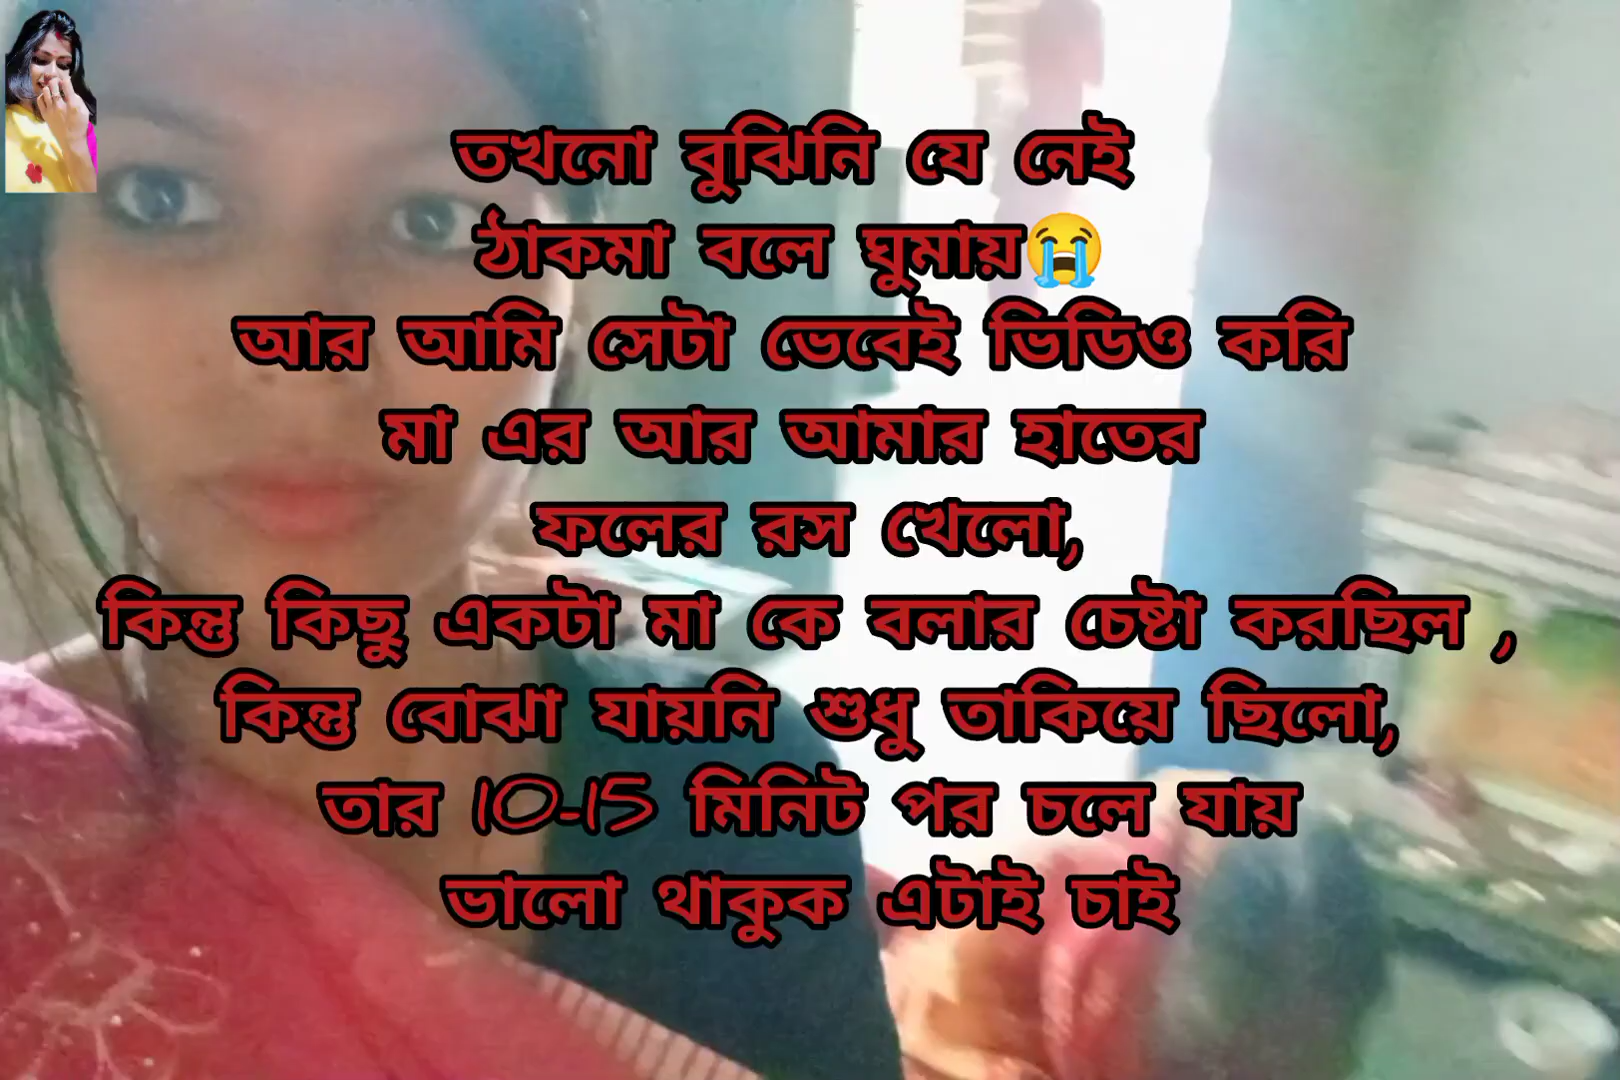 তখনো বুঝিনি যে নেই
ঠাকমা বলে ঘুমায়😭
আর আমি সেটা ভেবেই ভিডিও করি
মা এর আর আমার হাতের
ফলের রস খেলো,
কিন্তু কিছু একটা মা কে বলার চেষ্টা করছিল ,
কিন্তু বোঝা যায়নি শুধু তাকিয়ে ছিলো,
তার 10-15 মিনিট পর চলে যায়
ভালো থাকুক এটাই চাই